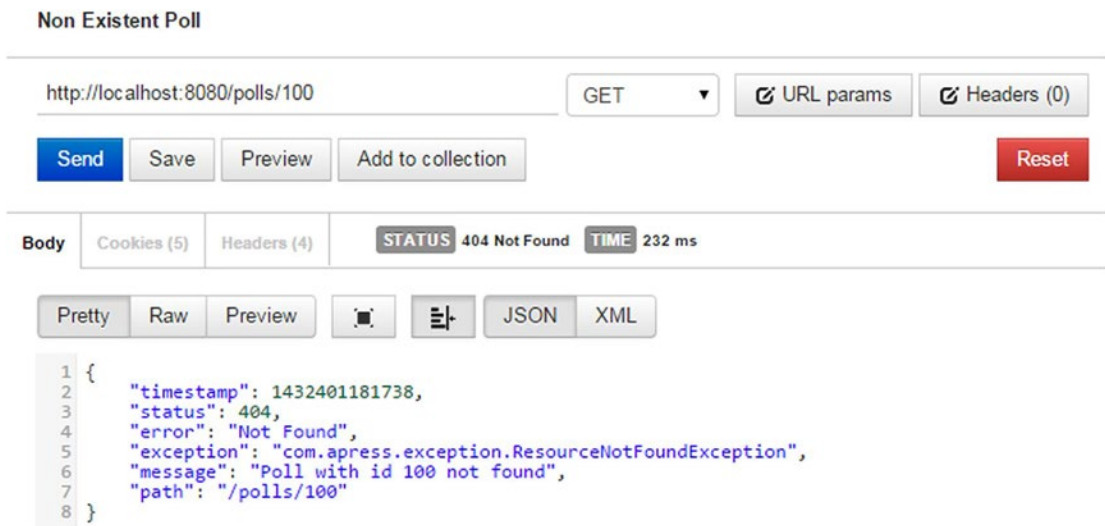 Non Existent Poll
http://localhost:8080/polls/100 GET URL params Headers (0)
Send Save Preview Add to collection Reset
Body Cookies (5) Headers (4) STATUS 404 Not Found TIME 232 ms
Pretty Raw Preview JSON XML
1 {
2 "timestamp": 1432401181738,
3 "status": 404,
4 "error": "Not Found",
5 "exception": "com.apress.exception.ResourceNotFoundException",
6 "message": "Poll with id 100 not found",
7 "path": "/polls/100"
8 }